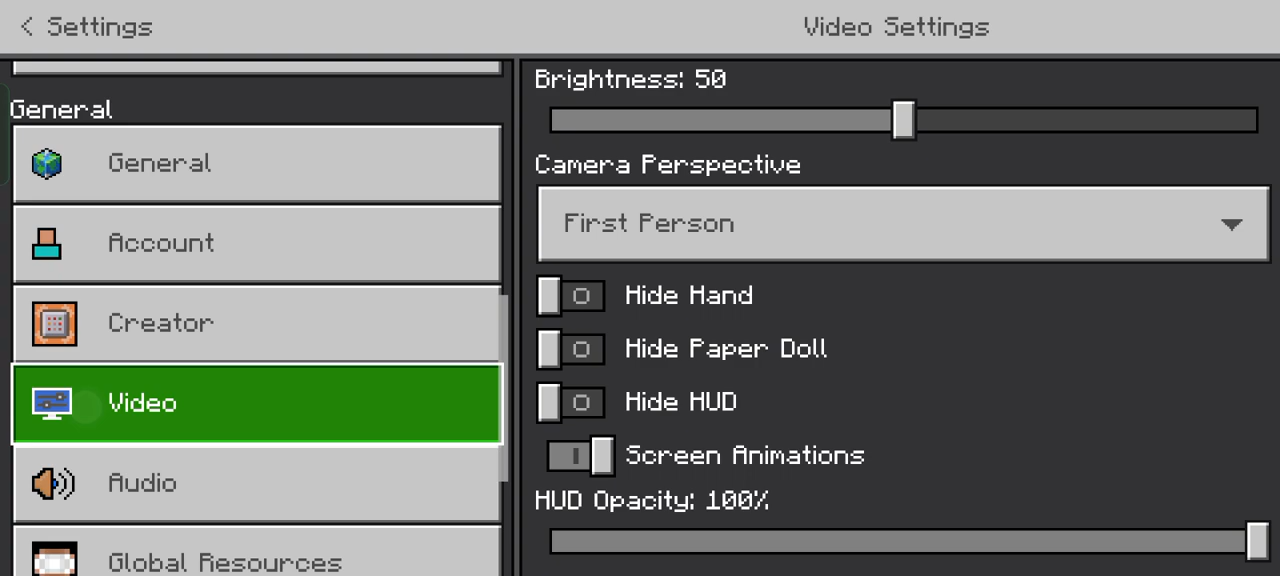 Settings
Video Settings
General
General
Account
Creator
Video
Audio
Global Resources
Brightness: 50
Camera Perspective
First Person
Hide Hand
Hide Paper Doll
Hide HUD
Screen Animations
HUD Opacity: 100%